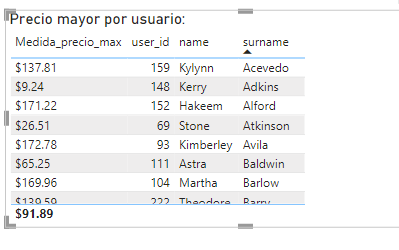 Precio mayor por usuario:
Medida_precio_max user_id name surname
$137.81 159 Kylynn Acevedo
$9.24 148 Kerry Adkins
$171.22 152 Hakeem Alford
$26.51 69 Stone Atkinson
$172.78 93 Kimberley Avila
$65.25 111 Astra Baldwin
$169.96 104 Martha Barlow
$139.59 222 Theodore Barry
$91.89